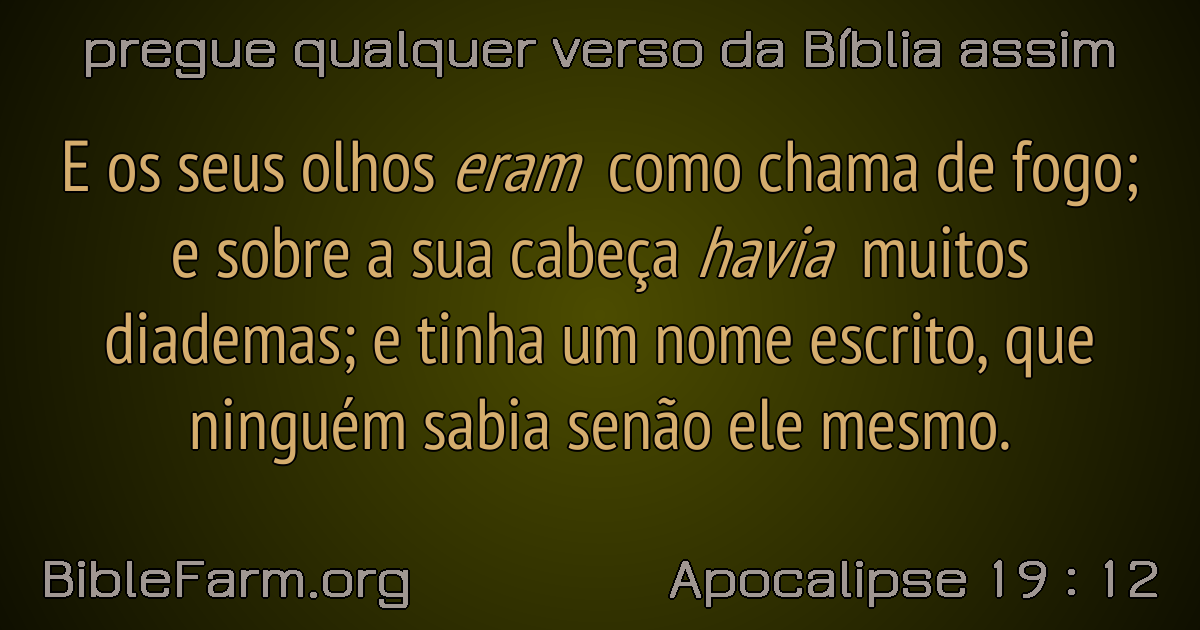 pregue qualquer verso da Bíblia assim
E os seus olhos eram como chama de fogo;
e sobre a sua cabeça havia muitos
diademas; e tinha um nome escrito, que
ninguém sabia senão ele mesmo.
BibleFarm.org
Apocalipse 19 : 12